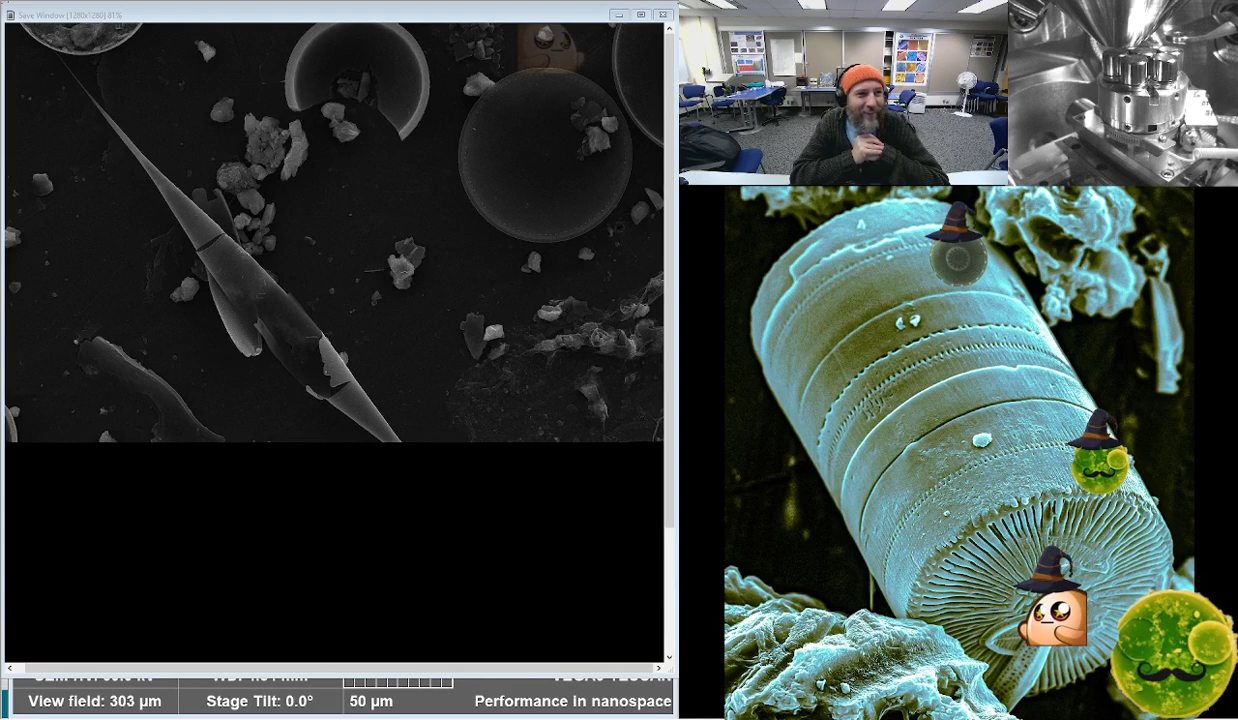 Save Window [1280x1280] 81%
View field: 303 µm
Stage Tilt: 0.0°
50 µm
Performance in nanospace